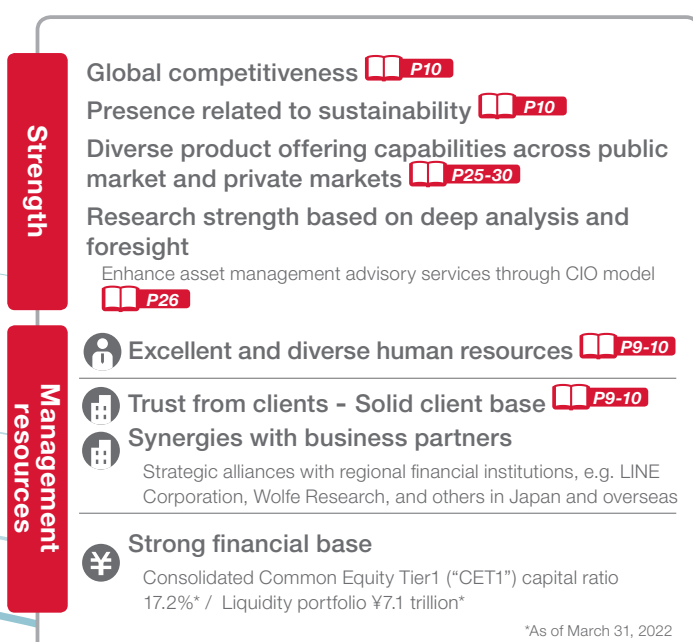 Strength
Global competitiveness P10
Presence related to sustainability P10
Diverse product offering capabilities across public
market and private markets P25-30
Research strength based on deep analysis and
foresight
Enhance asset management advisory services through CIO model
P26
Management
resources
Excellent and diverse human resources P9-10
Trust from clients - Solid client base P9-10
Synergies with business partners
Strategic alliances with regional financial institutions, e.g. LINE
Corporation, Wolfe Research, and others in Japan and overseas
¥
Strong financial base
Consolidated Common Equity Tier1 (“CET1”) capital ratio
17.2%* / Liquidity portfolio ¥7.1 trillion*
*As of March 31, 2022